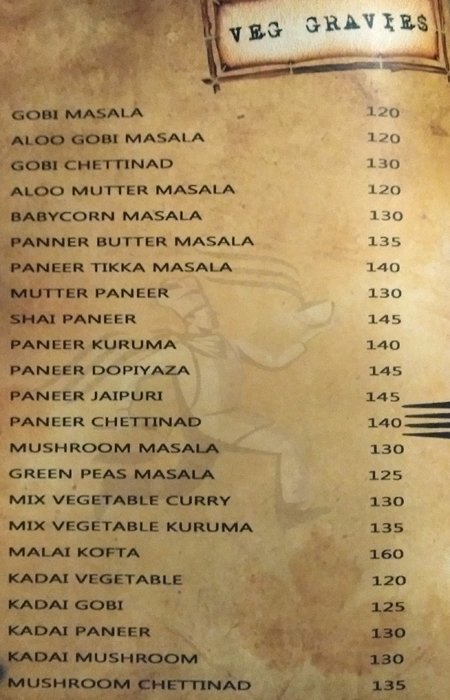 VEG GRAVIES
GOBI MASALA 120
ALOO GOBI MASALA 120
GOBI CHETTINAD 130
ALOO MUTTER MASALA 120
BABYCORN MASALA 130
PANNER BUTTER MASALA 135
PANEER TIKKA MASALA 140
MUTTER PANEER 130
SHAI PANEER 145
PANEER KURUMA 140
PANEER DOPIYAZA 145
PANEER JAIPURI 145
PANEER CHETTINAD 140
MUSHROOM MASALA 130
GREEN PEAS MASALA 125
MIX VEGETABLE CURRY 130
MIX VEGETABLE KURUMA 135
MALAI KOFTA 160
KADAI VEGETABLE 120
KADAI GOBI 125
KADAI PANEER 130
KADAI MUSHROOM 130
MUSHROOM CHETTINAD 135